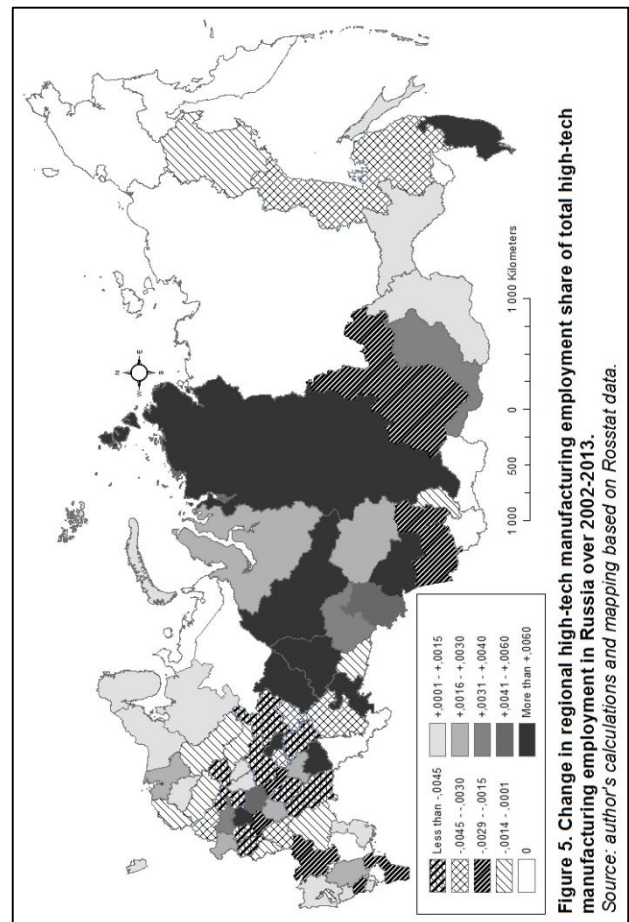 N
W E
S
1 000 500 0 1 000 Kilometers
Less than -,0045
-,0045 - -,0030
-,0029 - -,0015
-,0014 - -,0001
0
+,0001 - +,0015
+,0016 - +,0030
+,0031 - +,0040
+,0041 - +,0060
More than +,0060
Figure 5. Change in regional high-tech manufacturing employment share of total high-tech
manufacturing employment in Russia over 2002-2013.
Source: author's calculations and mapping based on Rosstat data.